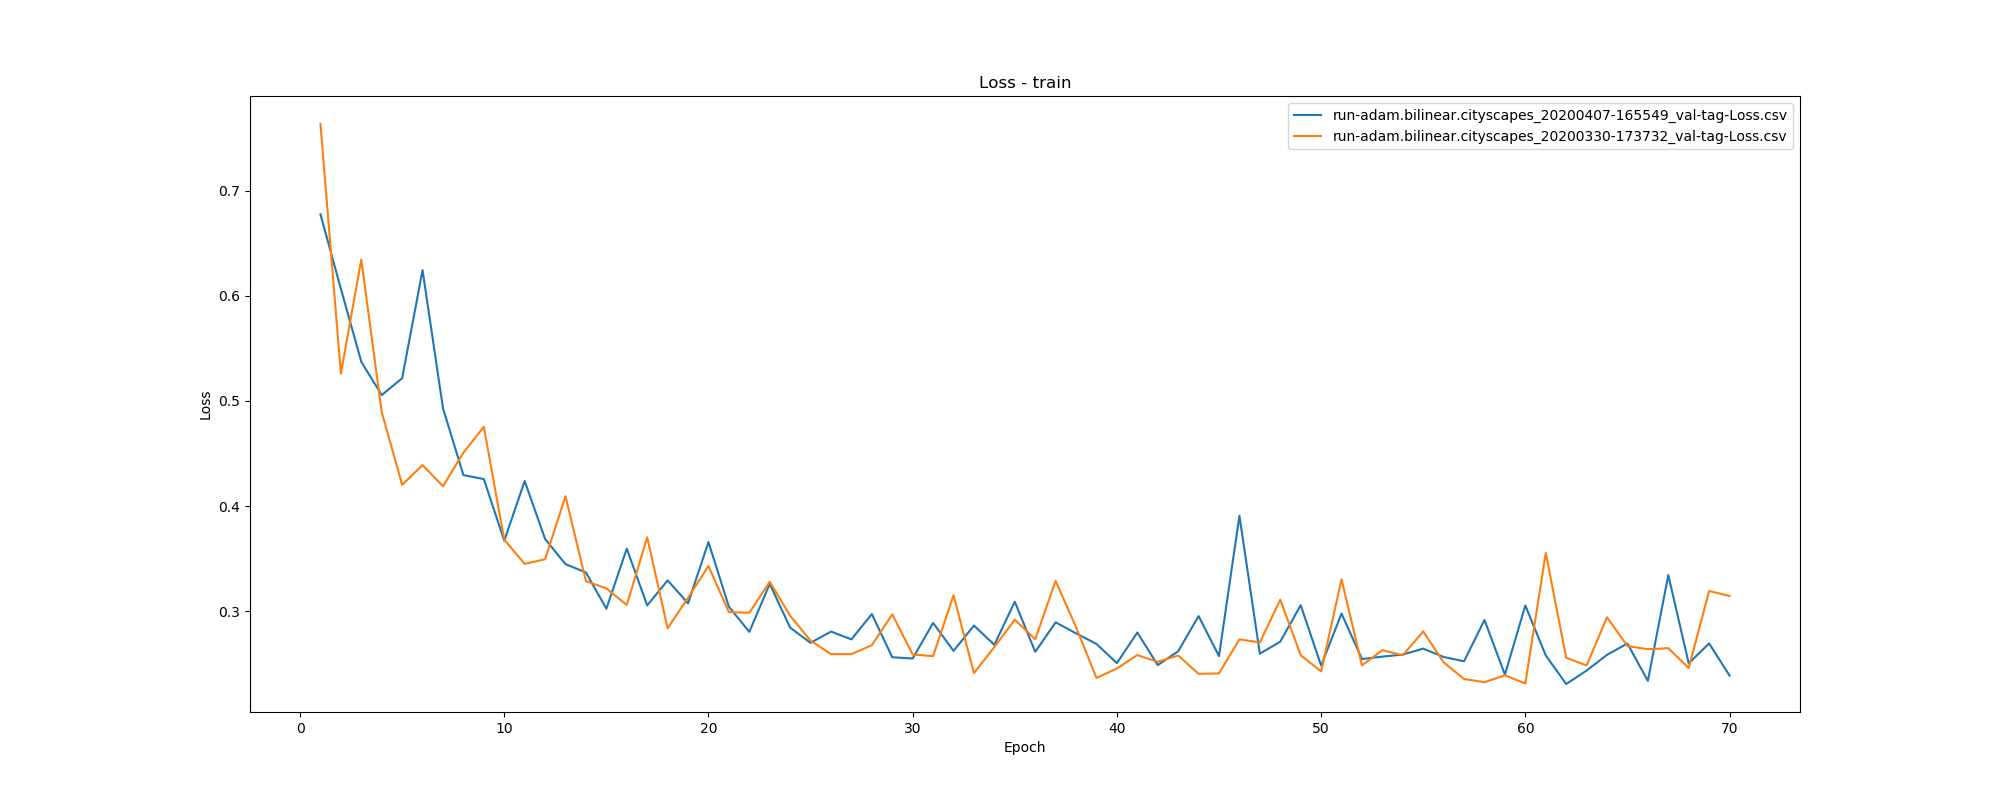 Loss - train
run-adam.bilinear.cityscapes_20200407-165549_val-tag-Loss.csv
run-adam.bilinear.cityscapes_20200330-173732_val-tag-Loss.csv
Loss
0.7
0.6
0.5
0.4
0.3
0 10 20 30 40 50 60 70
Epoch